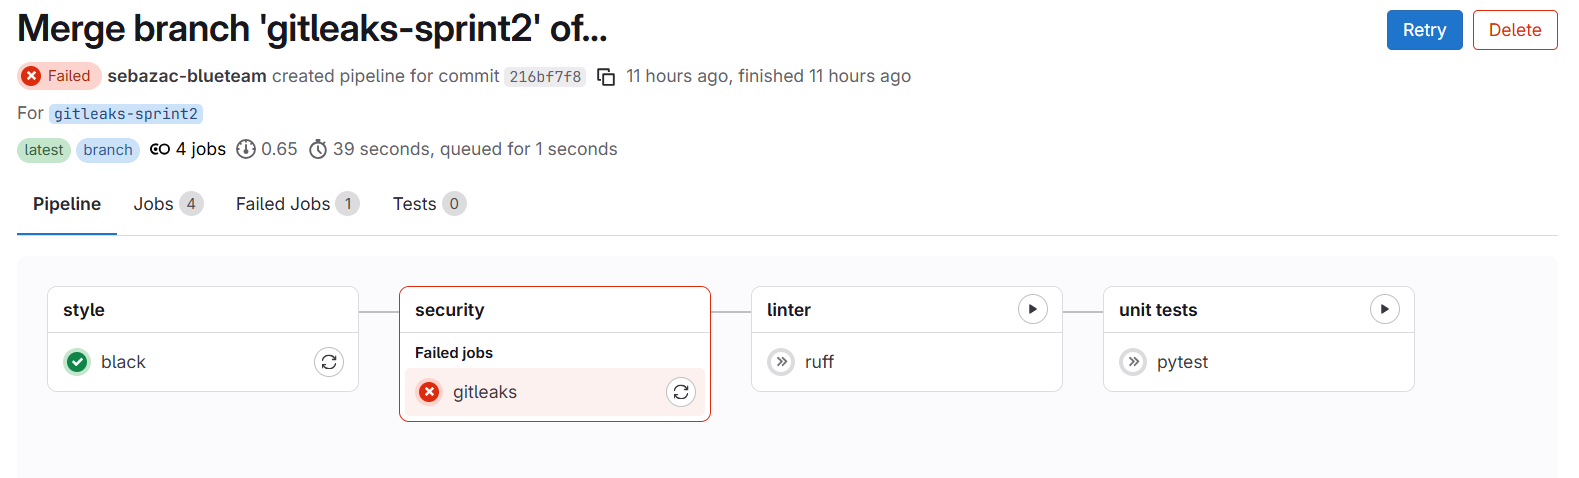 Merge branch 'gitleaks-sprint2' of...
Retry
Delete
Failed sebazac-blueteam created pipeline for commit 216bf7f8 11 hours ago, finished 11 hours ago
For gitleaks-sprint2
latest branch 4 jobs 0.65 39 seconds, queued for 1 seconds
Pipeline Jobs 4 Failed Jobs 1 Tests 0
style
black
security
Failed jobs
gitleaks
linter
ruff
unit tests
pytest